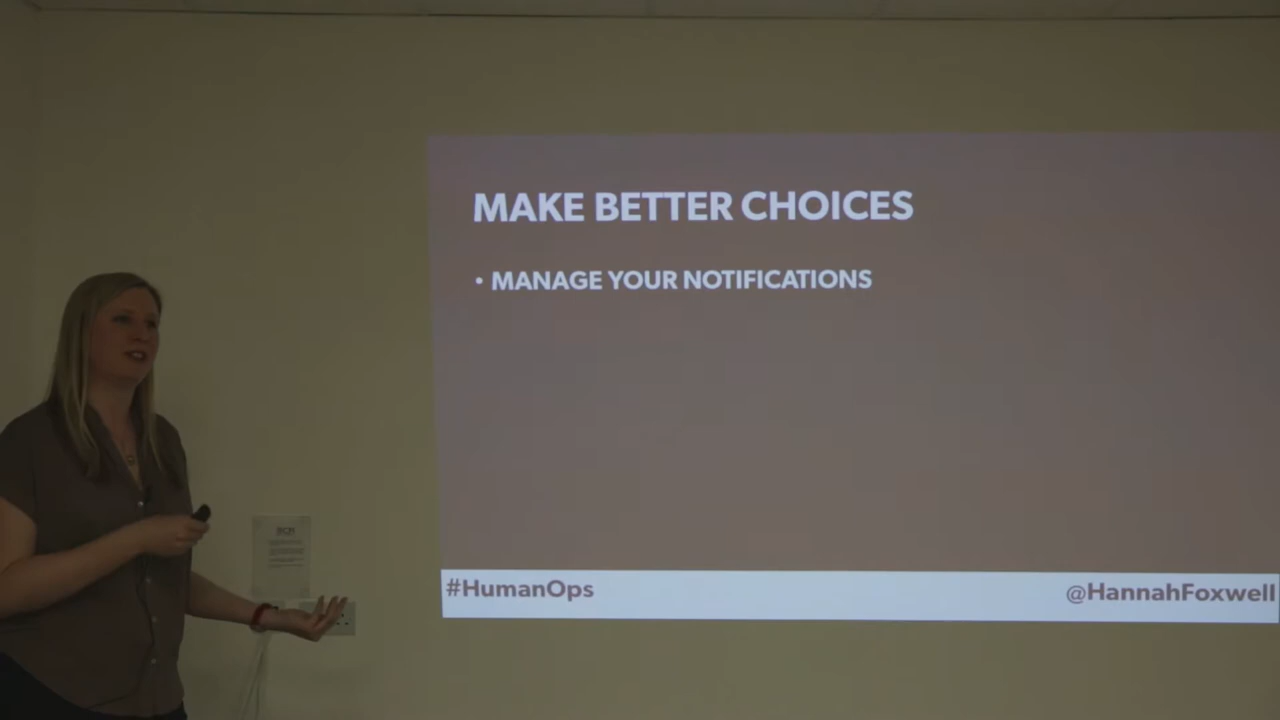 MAKE BETTER CHOICES
• MANAGE YOUR NOTIFICATIONS
#HumanOps
@HannahFoxwell